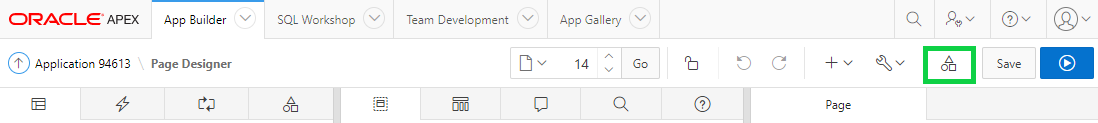 ORACLE APEX App Builder SQL Workshop Team Development App Gallery
Application 94613 \ Page Designer 14 Go Save
Page